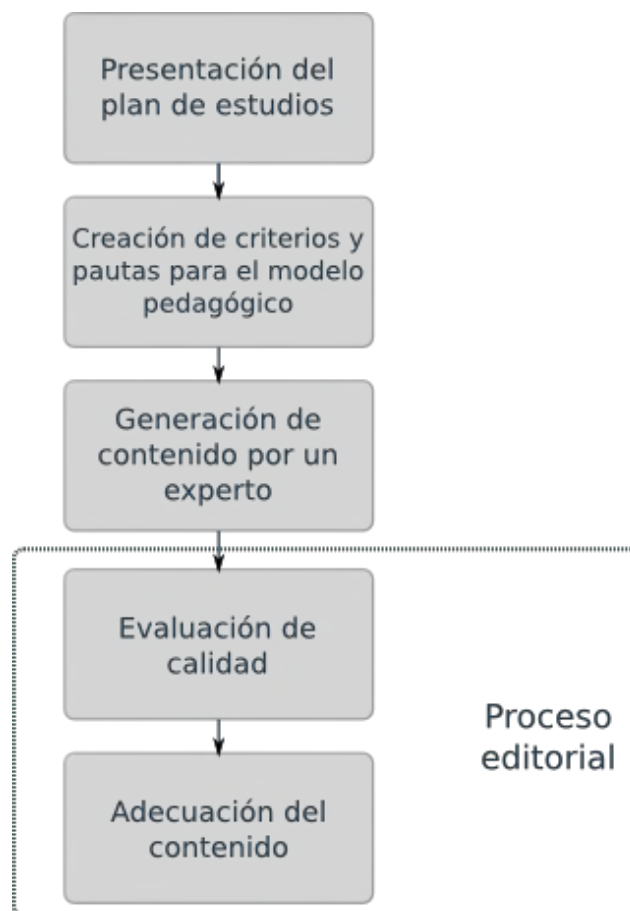 Presentación del
plan de estudios
Creación de criterios y
pautas para el modelo
pedagógico
Generación de
contenido por un
experto
Evaluación de
calidad
Proceso
editorial
Adecuación del
contenido